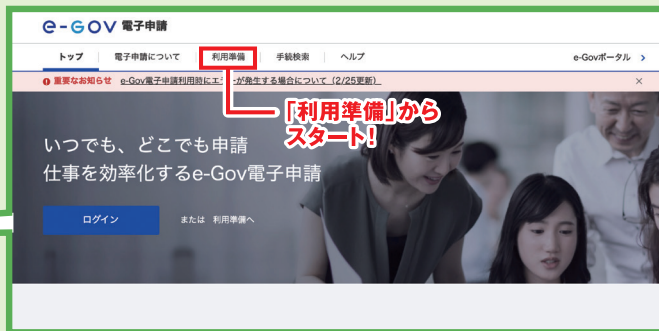 e-GOV 電子申請
トップ 電子申請について 利用準備 手続検索 ヘルプ e-Govポータル
重要なお知らせ e-Gov電子申請利用時にエラーが発生する場合について（2/25更新） ×
「利用準備」から
スタート！
いつでも、どこでも申請
仕事を効率化するe-Gov電子申請
ログイン または 利用準備へ